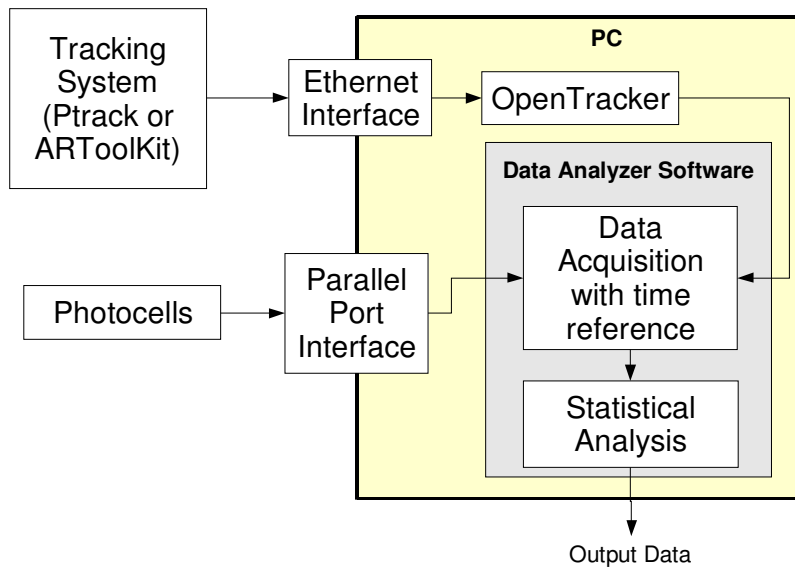 Tracking
System
(Ptrack or
ARToolKit)
Ethernet
Interface
PC
OpenTracker
Data Analyzer Software
Data
Acquisition
with time
reference
Photocells
Parallel
Port
Interface
Statistical
Analysis
Output Data